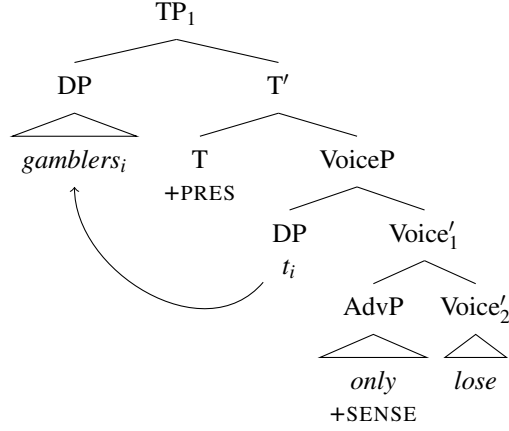 TP₁
DP T′
gamblersᵢ T VoiceP
+PRES
DP Voice′₁
tᵢ
AdvP Voice′₂
only lose
+SENSE